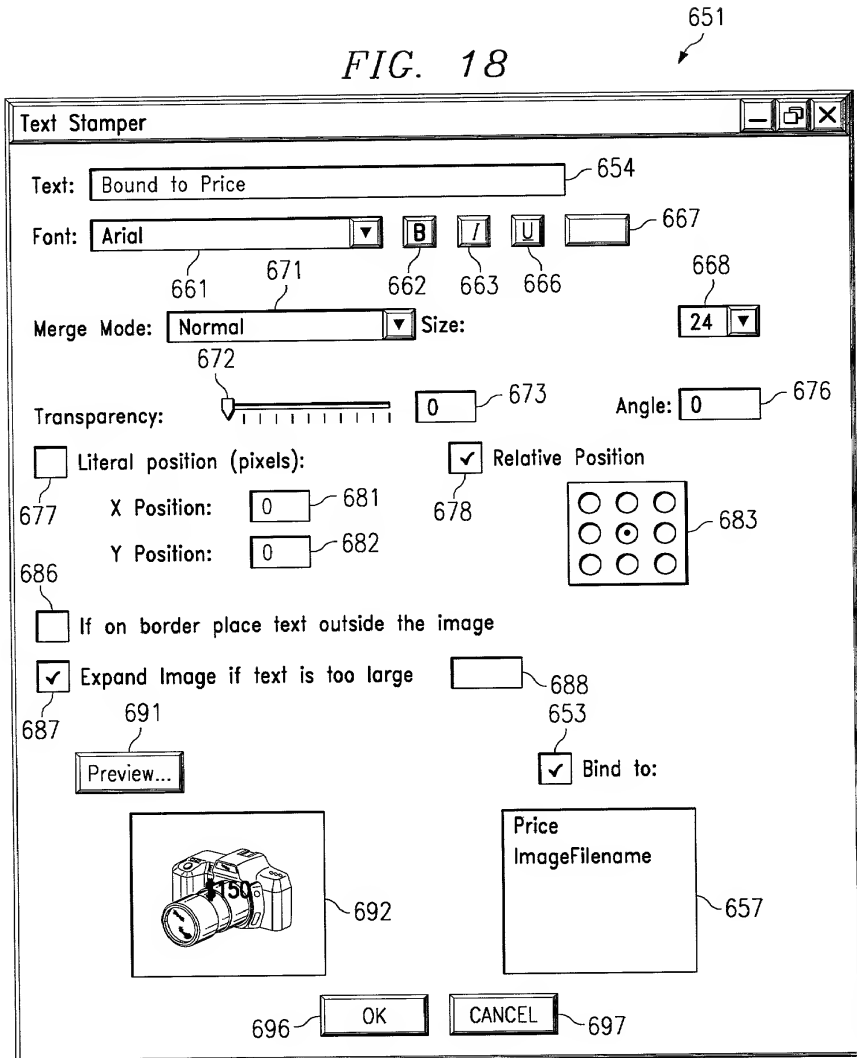 651
FIG. 18
Text Stamper
Text: Bound to Price 654
Font: Arial B I U 667
661 671 662 663 666 668
Merge Mode: Normal Size: 24
672
Transparency: 0 673 Angle: 0 676
Literal position (pixels): Relative Position
677 X Position: 0 681 678
683
Y Position: 0 682
686
If on border place text outside the image
Expand Image if text is too large 688
687 691 653
Preview... Bind to:
Price
ImageFilename
$150
692 657
696 OK CANCEL 697